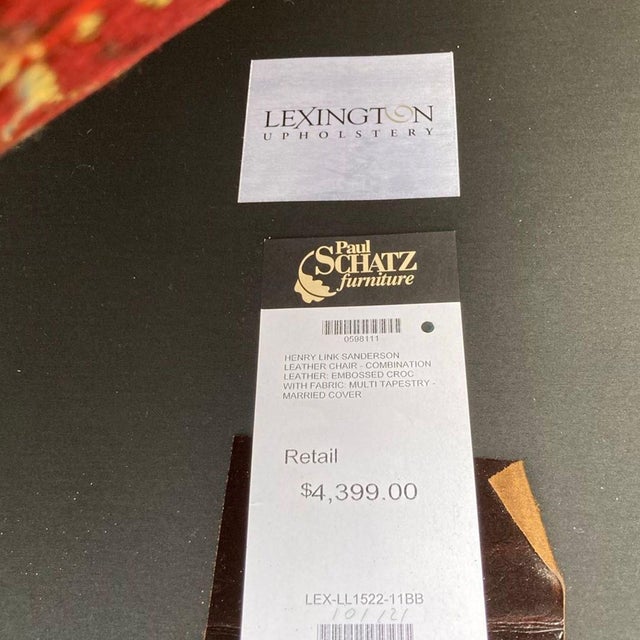 LEXINGTON
UPHOLSTERY
Paul
SCHATZ
furniture
0598111
HENRY LINK SANDERSON
LEATHER CHAIR - COMBINATION
LEATHER: EMBOSSED CROC
WITH FABRIC: MULTI TAPESTRY -
MARRIED COVER
Retail
$4,399.00
LEX-LL1522-11BB